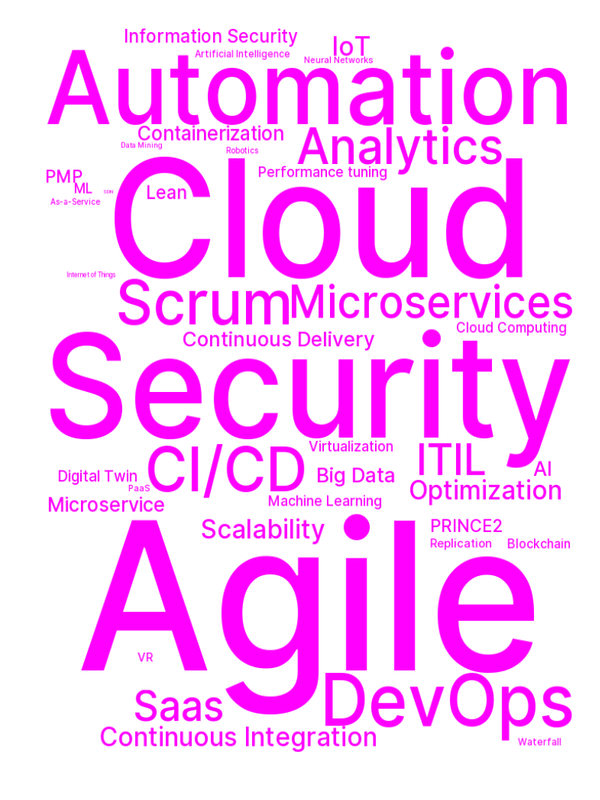 Information Security
IoT
Artificial Intelligence
Neural Networks
Automation
Containerization
Analytics
Data Mining
Robotics
Performance tuning
PMP
ML
Lean
As-a-Service
Cloud
Internet of Things
Scrum
Microservices
Cloud Computing
Continuous Delivery
Security
Virtualization
CI/CD
ITIL
AI
Digital Twin
Big Data
PaaS
Optimization
Microservice
Machine Learning
Scalability
PRINCE2
Replication
Blockchain
Agile
VR
DevOps
Saas
Continuous Integration
Waterfall